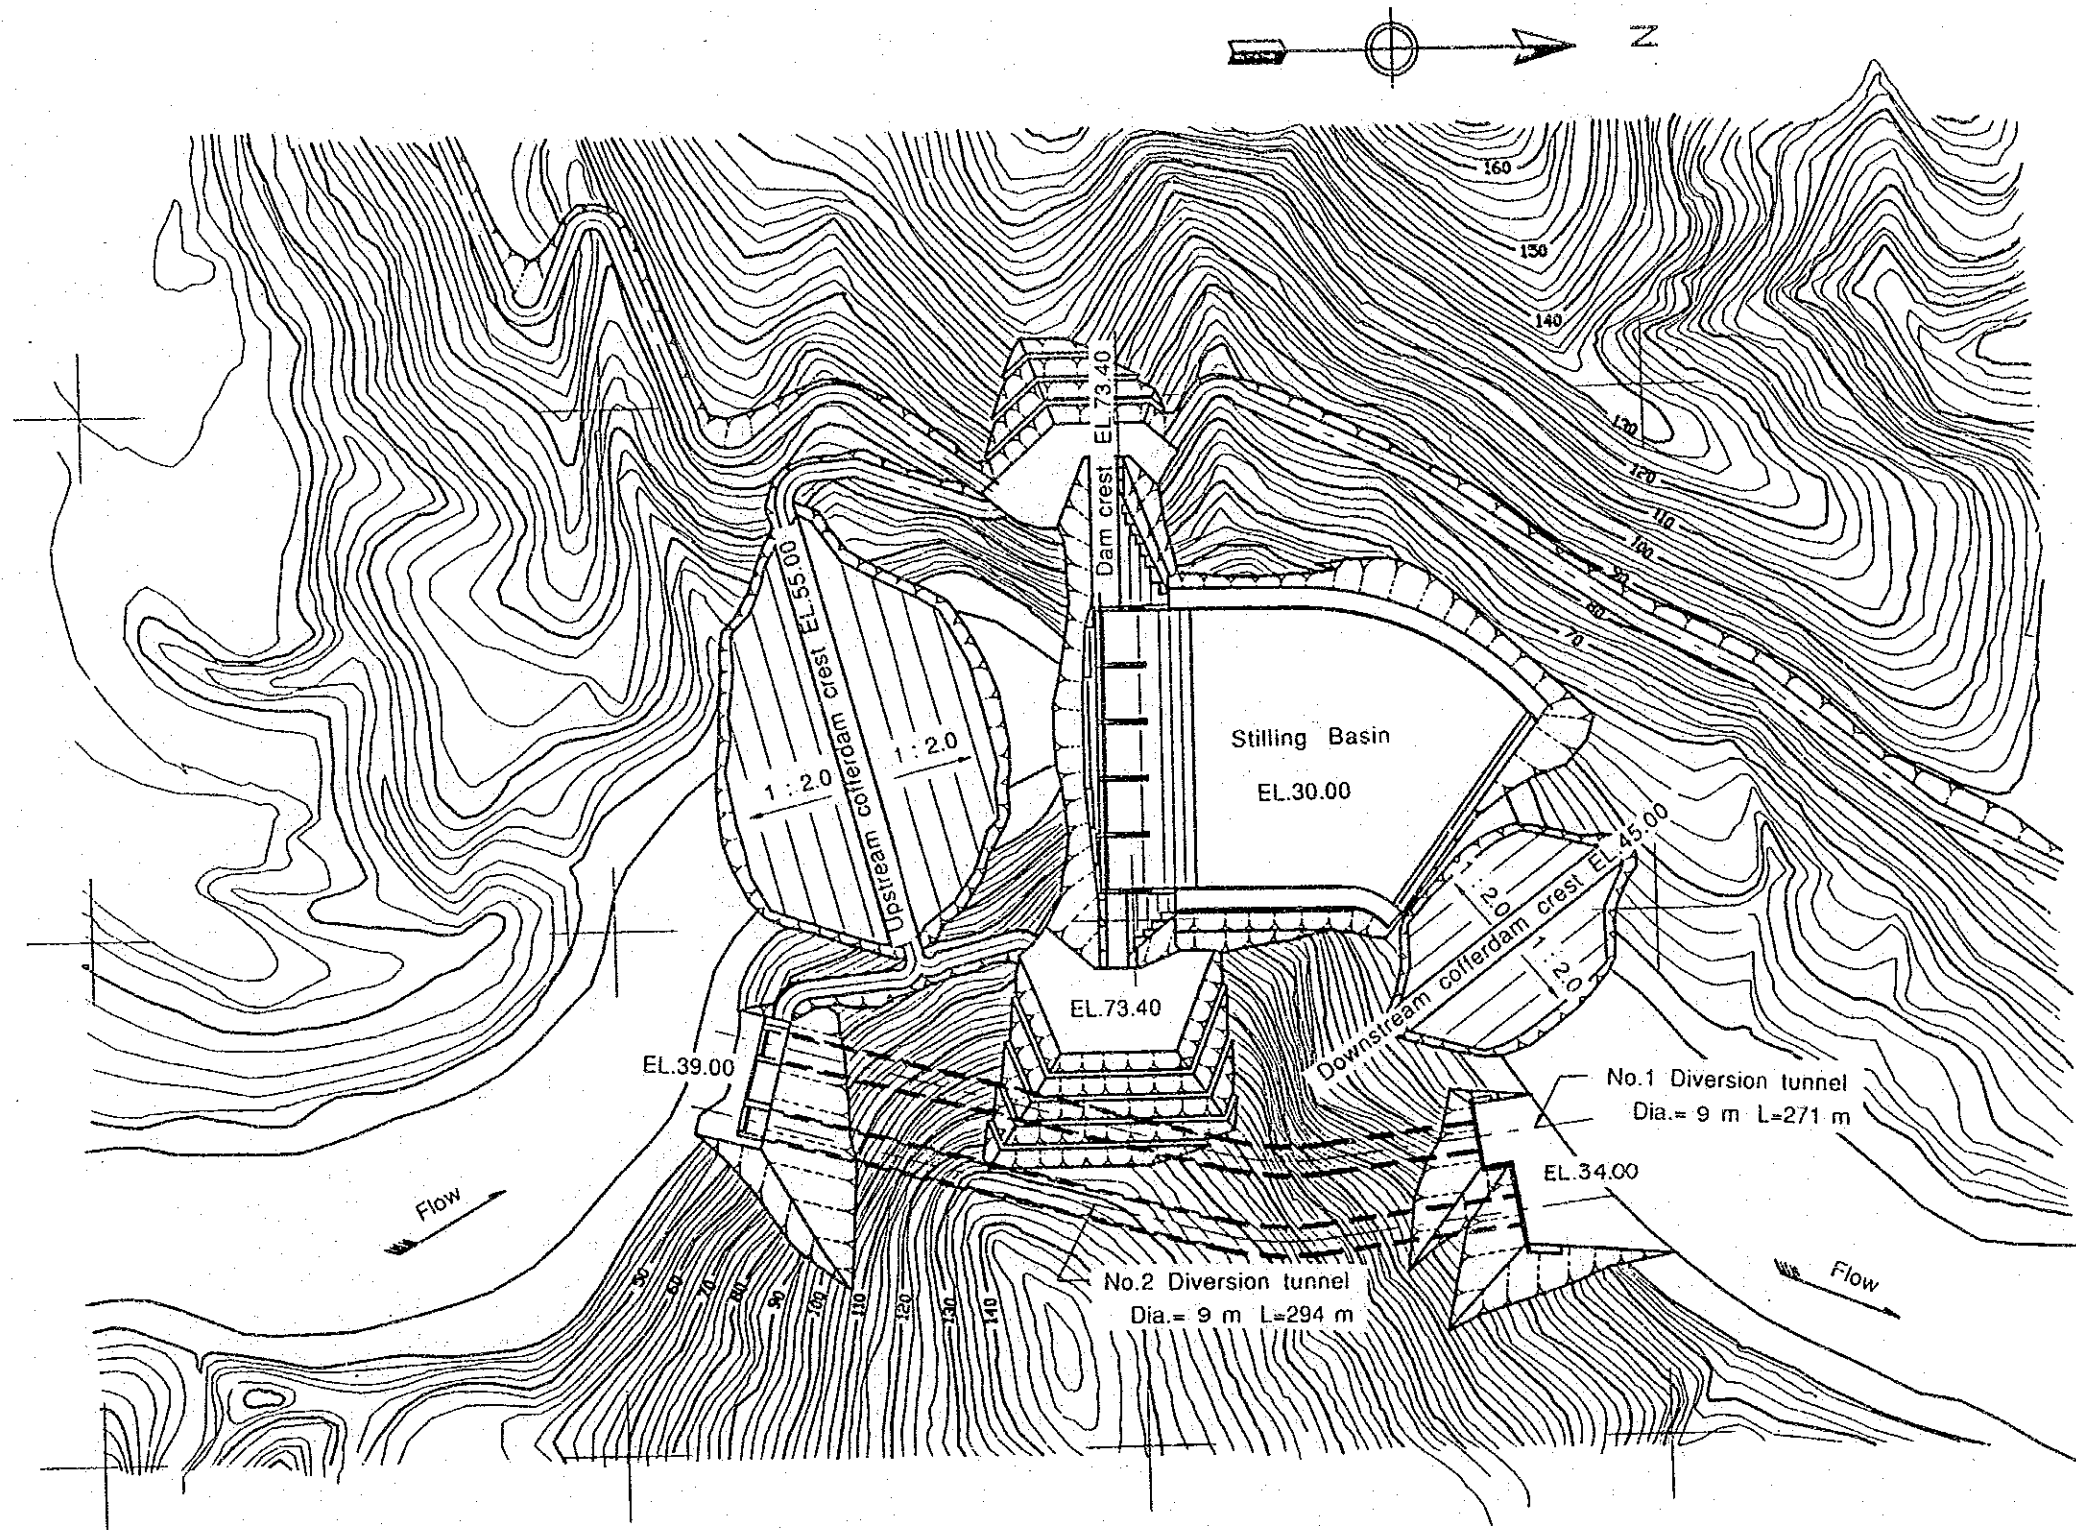 N
160
150
140
130
120
110
100
90
80
70
Dam crest EL.73.40
Upstream cofferdam crest EL.55.00
1 : 2.0
1 : 2.0
Stilling Basin
EL.30.00
Downstream cofferdam crest EL.45.00
1 : 2.0
1 : 2.0
EL.73.40
EL.39.00
No.1 Diversion tunnel
Dia.= 9 m L=271 m
EL.34.00
Flow
Flow
No.2 Diversion tunnel
Dia.= 9 m L=294 m
50
60
70
80
90
100
110
120
130
140